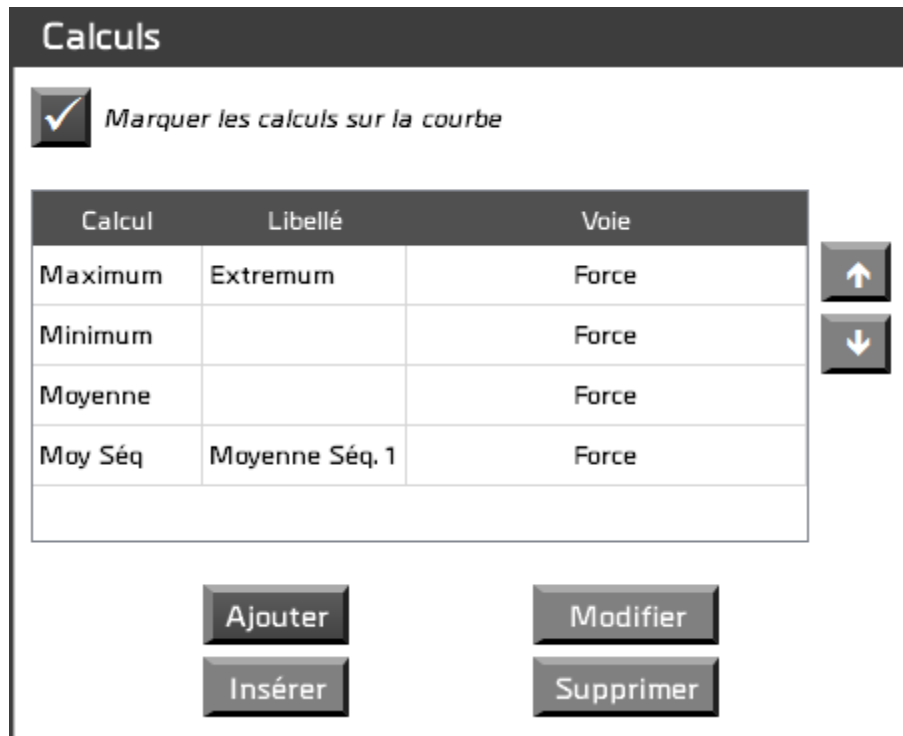 Calculs
Marquer les calculs sur la courbe
Calcul Libellé Voie
Maximum Extremum Force
Minimum Force
Moyenne Force
Moy Séq Moyenne Séq. 1 Force
Ajouter Modifier
Insérer Supprimer